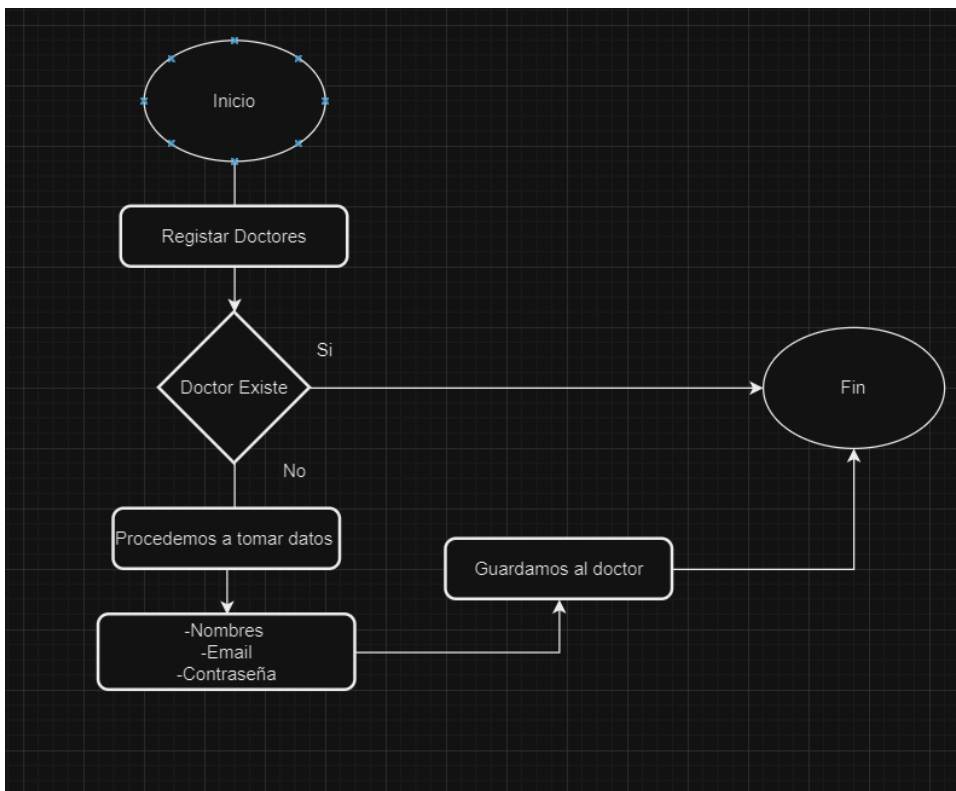 Inicio
Registar Doctores
Si
Doctor Existe
Fin
No
Procedemos a tomar datos
Guardamos al doctor
-Nombres
-Email
-Contraseña